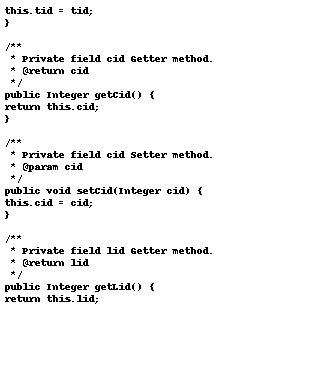 this.tid = tid;
}
/**
* Private field cid Getter method.
* @return cid
*/
public Integer getCid() {
return this.cid;
}
/**
* Private field cid Setter method.
* @param cid
*/
public void setCid(Integer cid) {
this.cid = cid;
}
/**
* Private field lid Getter method.
* @return lid
*/
public Integer getLid() {
return this.lid;